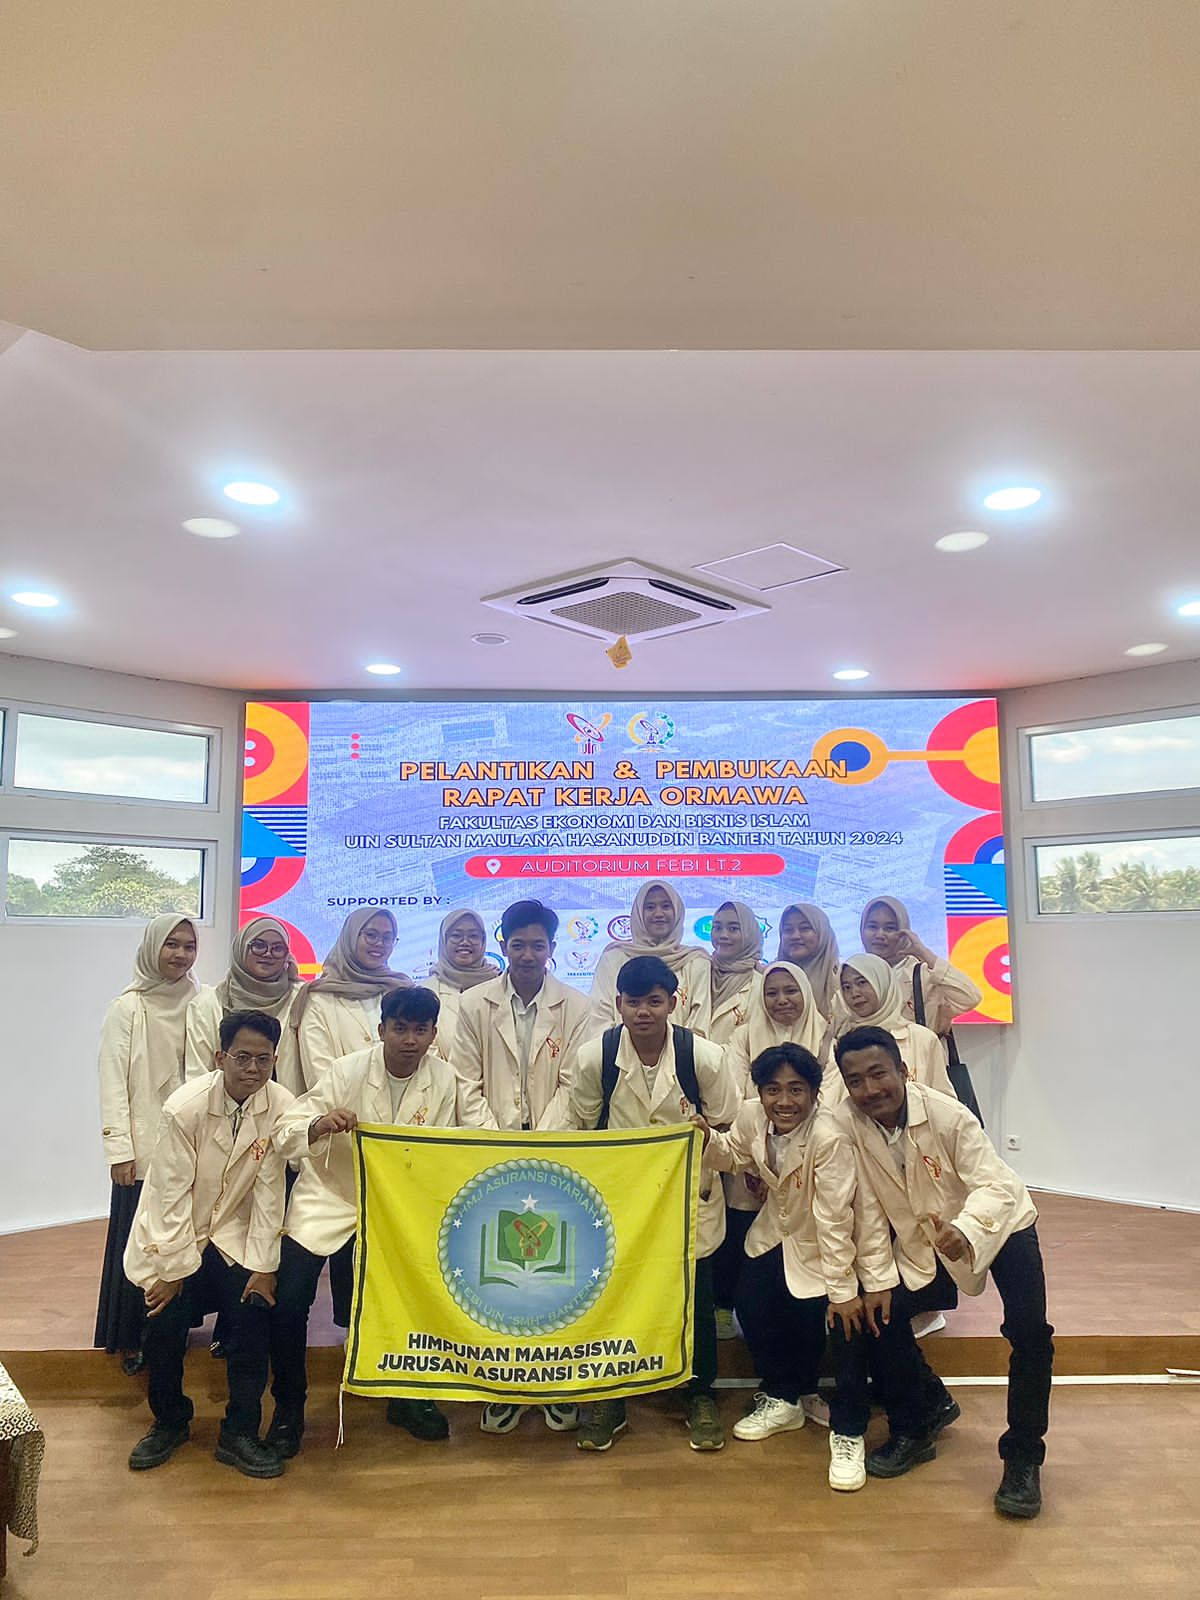 PELANTIKAN & PEMBUKAAN
RAPAT KERJA ORMAWA
FAKULTAS EKONOMI DAN BISNIS ISLAM
UIN SULTAN MAULANA HASANUDDIN BANTEN TAHUN 2024
AUDITORIUM FEBI LT.2
SUPPORTED BY :
HMJ ASURANSI SYARIAH
FEBI UIN "SMH" BANTEN
HIMPUNAN MAHASISWA
JURUSAN ASURANSI SYARIAH